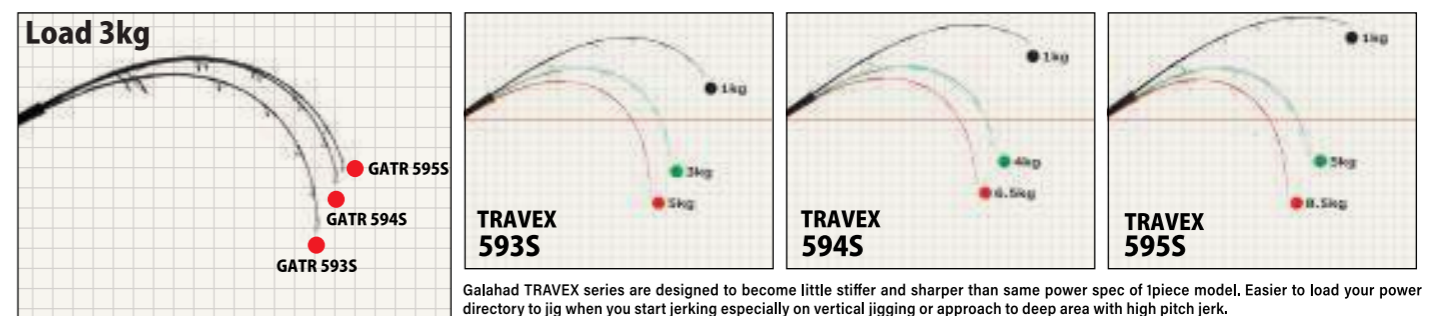 Load 3kg
GATR 595S
GATR 594S
GATR 593S
1kg
3kg
5kg
TRAVEX
593S
1kg
4kg
6.5kg
TRAVEX
594S
1kg
5kg
8.5kg
TRAVEX
595S
Galahad TRAVEX series are designed to become little stiffer and sharper than same power spec of 1piece model. Easier to load your power
directory to jig when you start jerking especially on vertical jigging or approach to deep area with high pitch jerk.